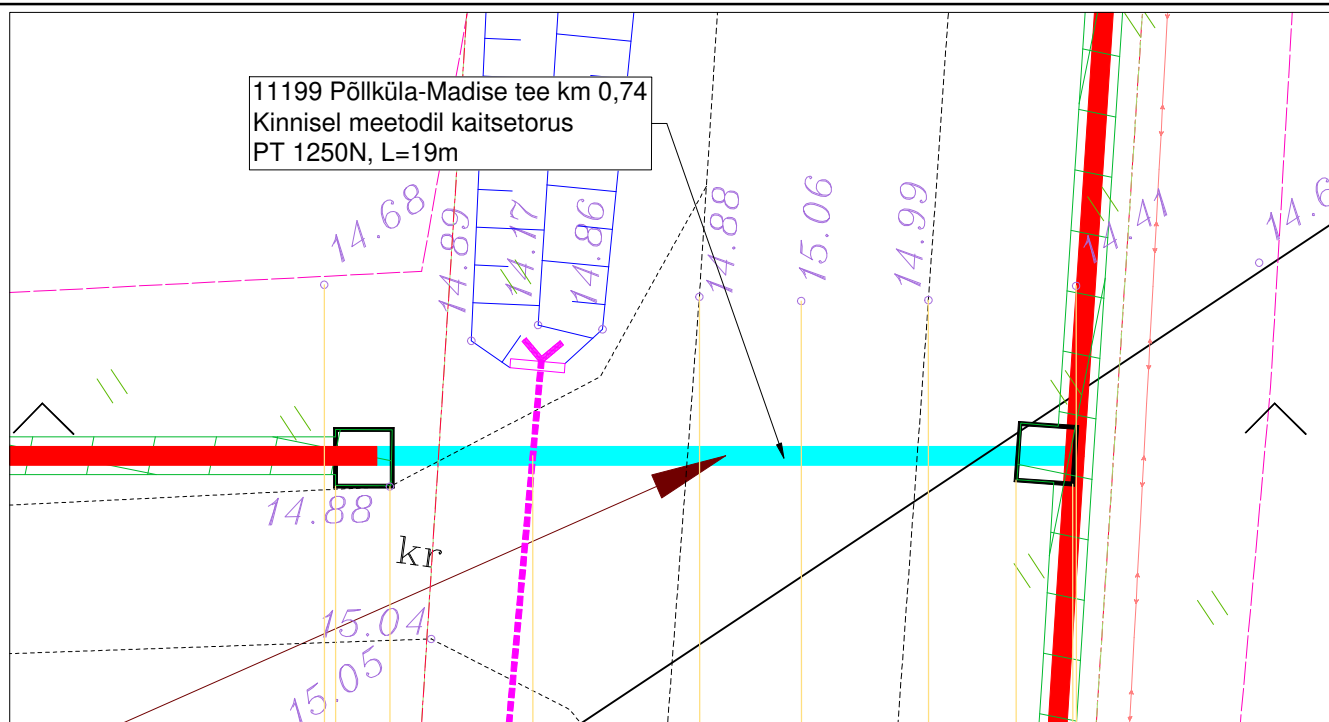 11199 Põllküla-Madise tee km 0,74
Kinnisel meetodil kaitsetorus
PT 1250N, L=19m
14.68
14.89
14.17
14.86
14.88
15.06
14.99
14.41
14.88
kr
15.04
15.05